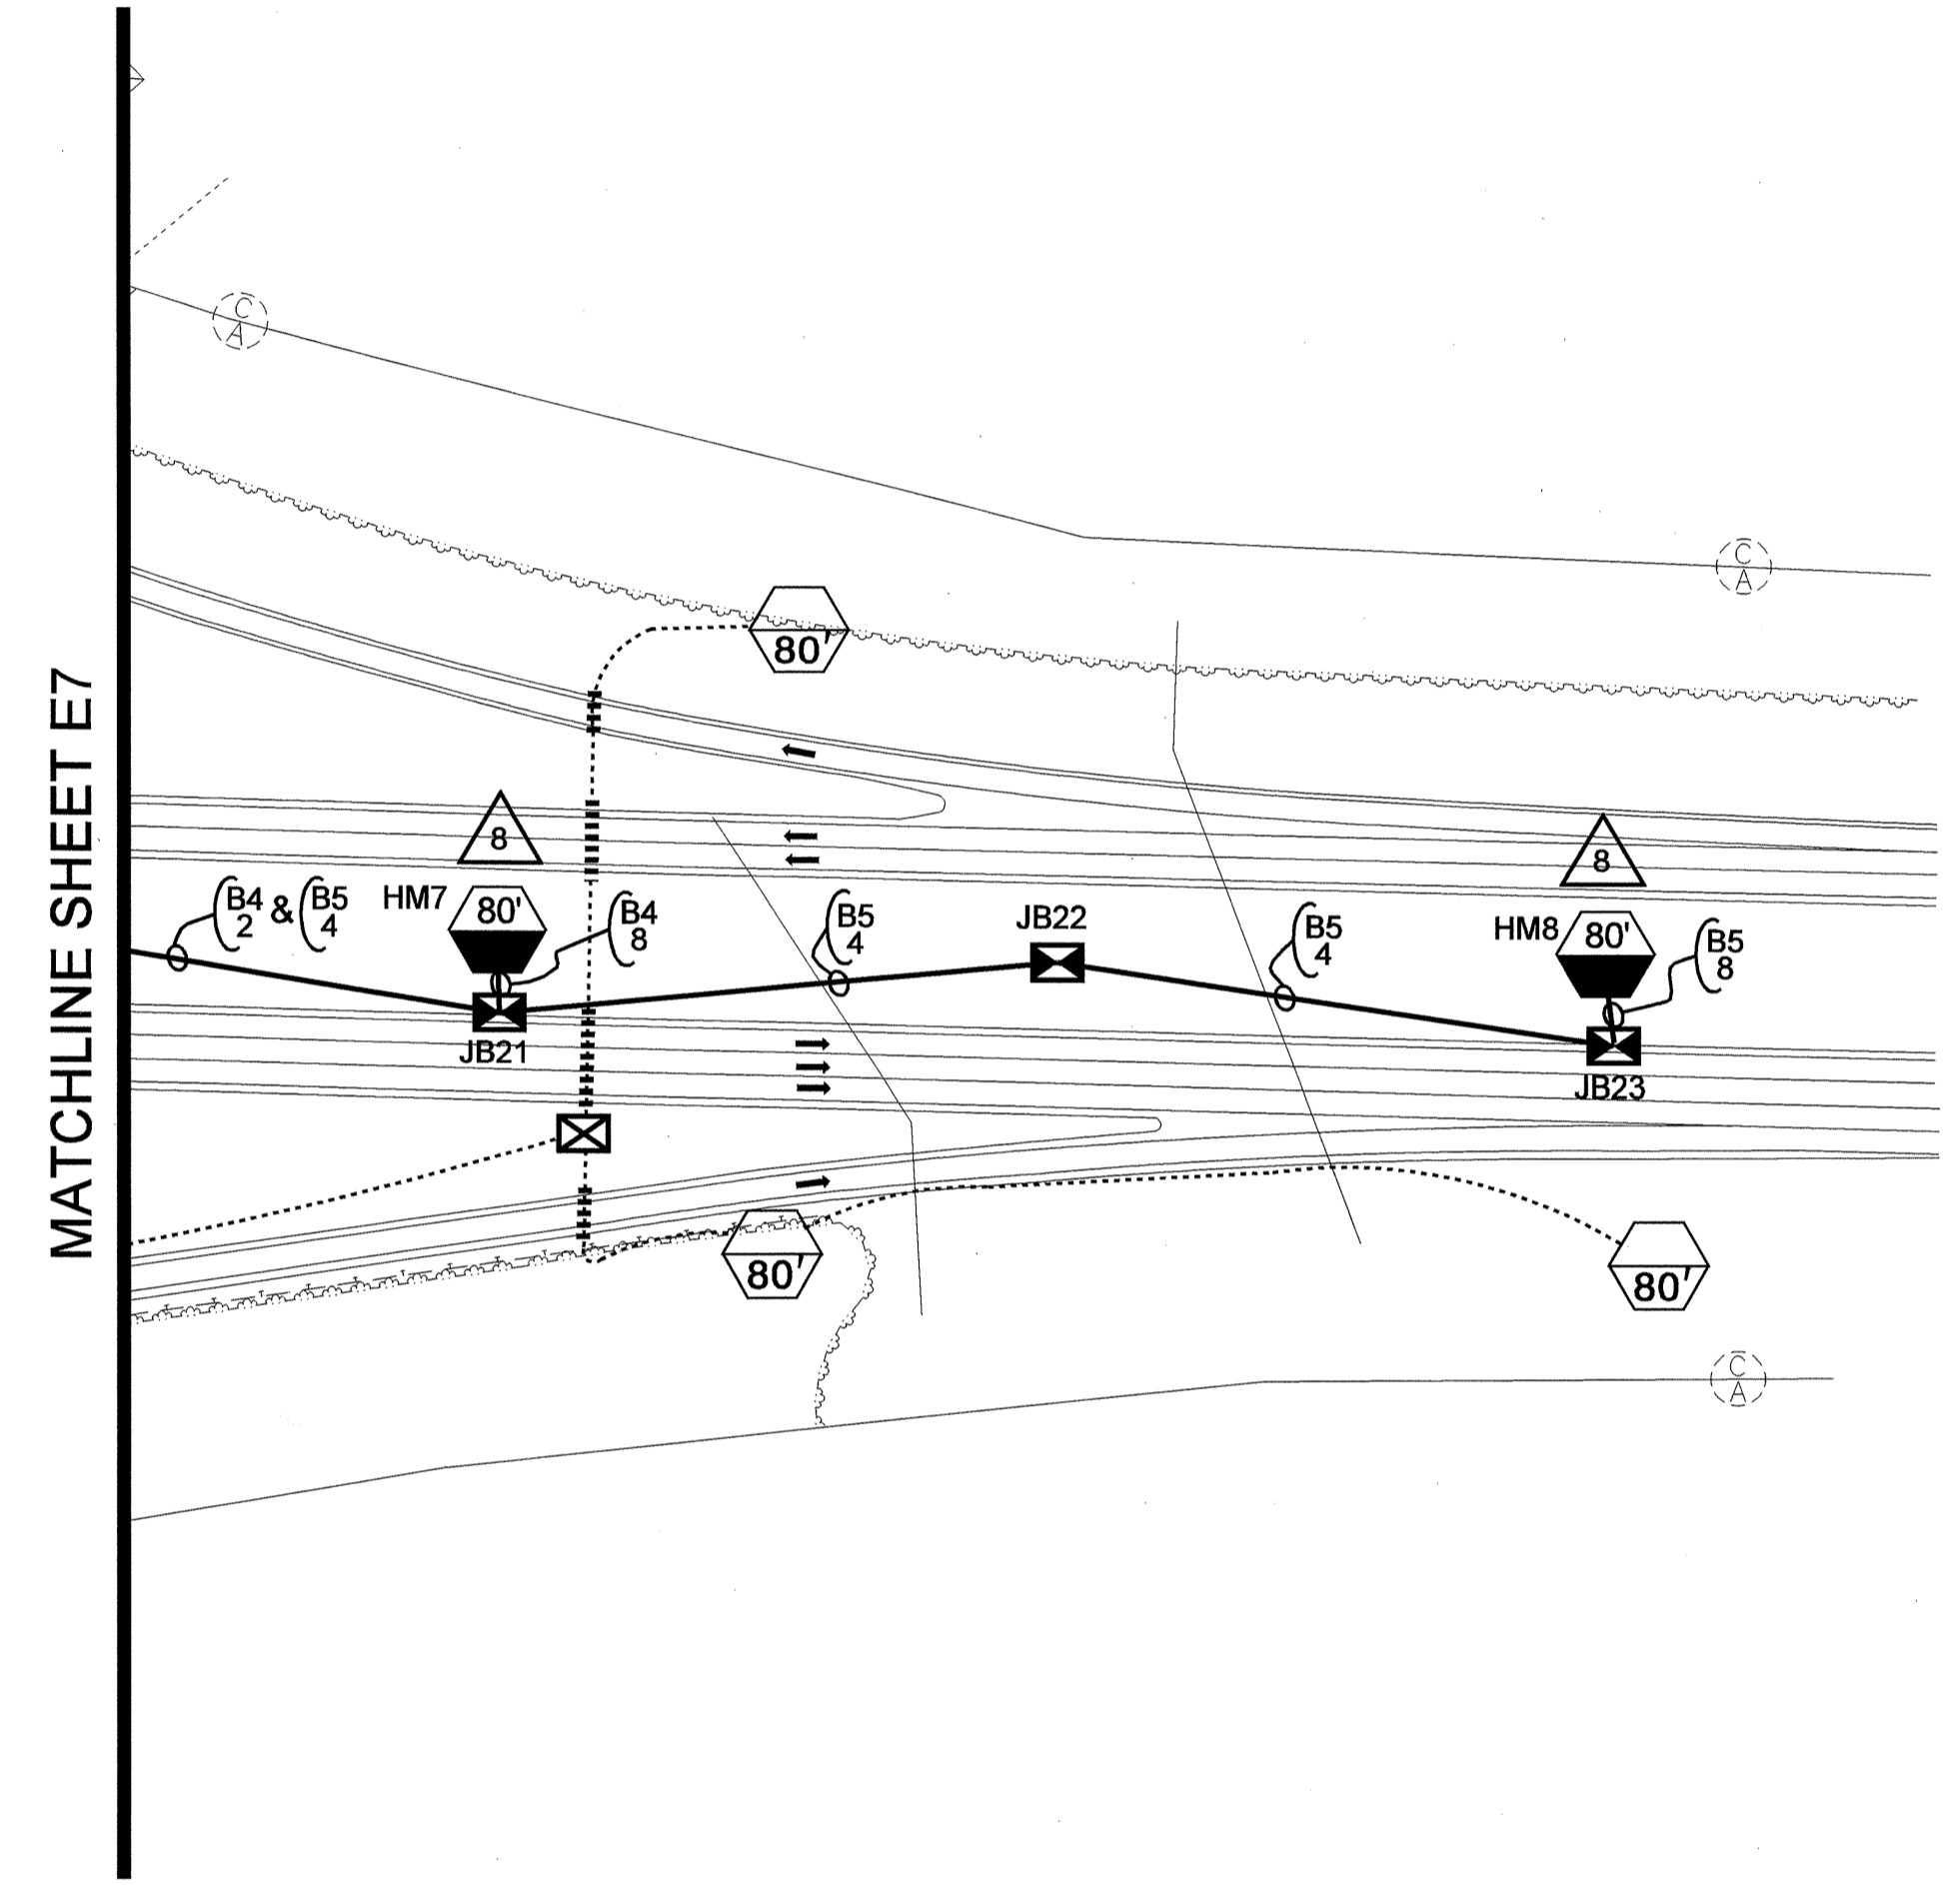 MATCHLINE SHEET E7
C
A
C
A
80'
8
8
B4 & B5
2 4
HM7
80'
B4
8
B5
4
JB22
B5
4
HM8
80'
B5
8
JB21
JB23
80'
80'
C
A